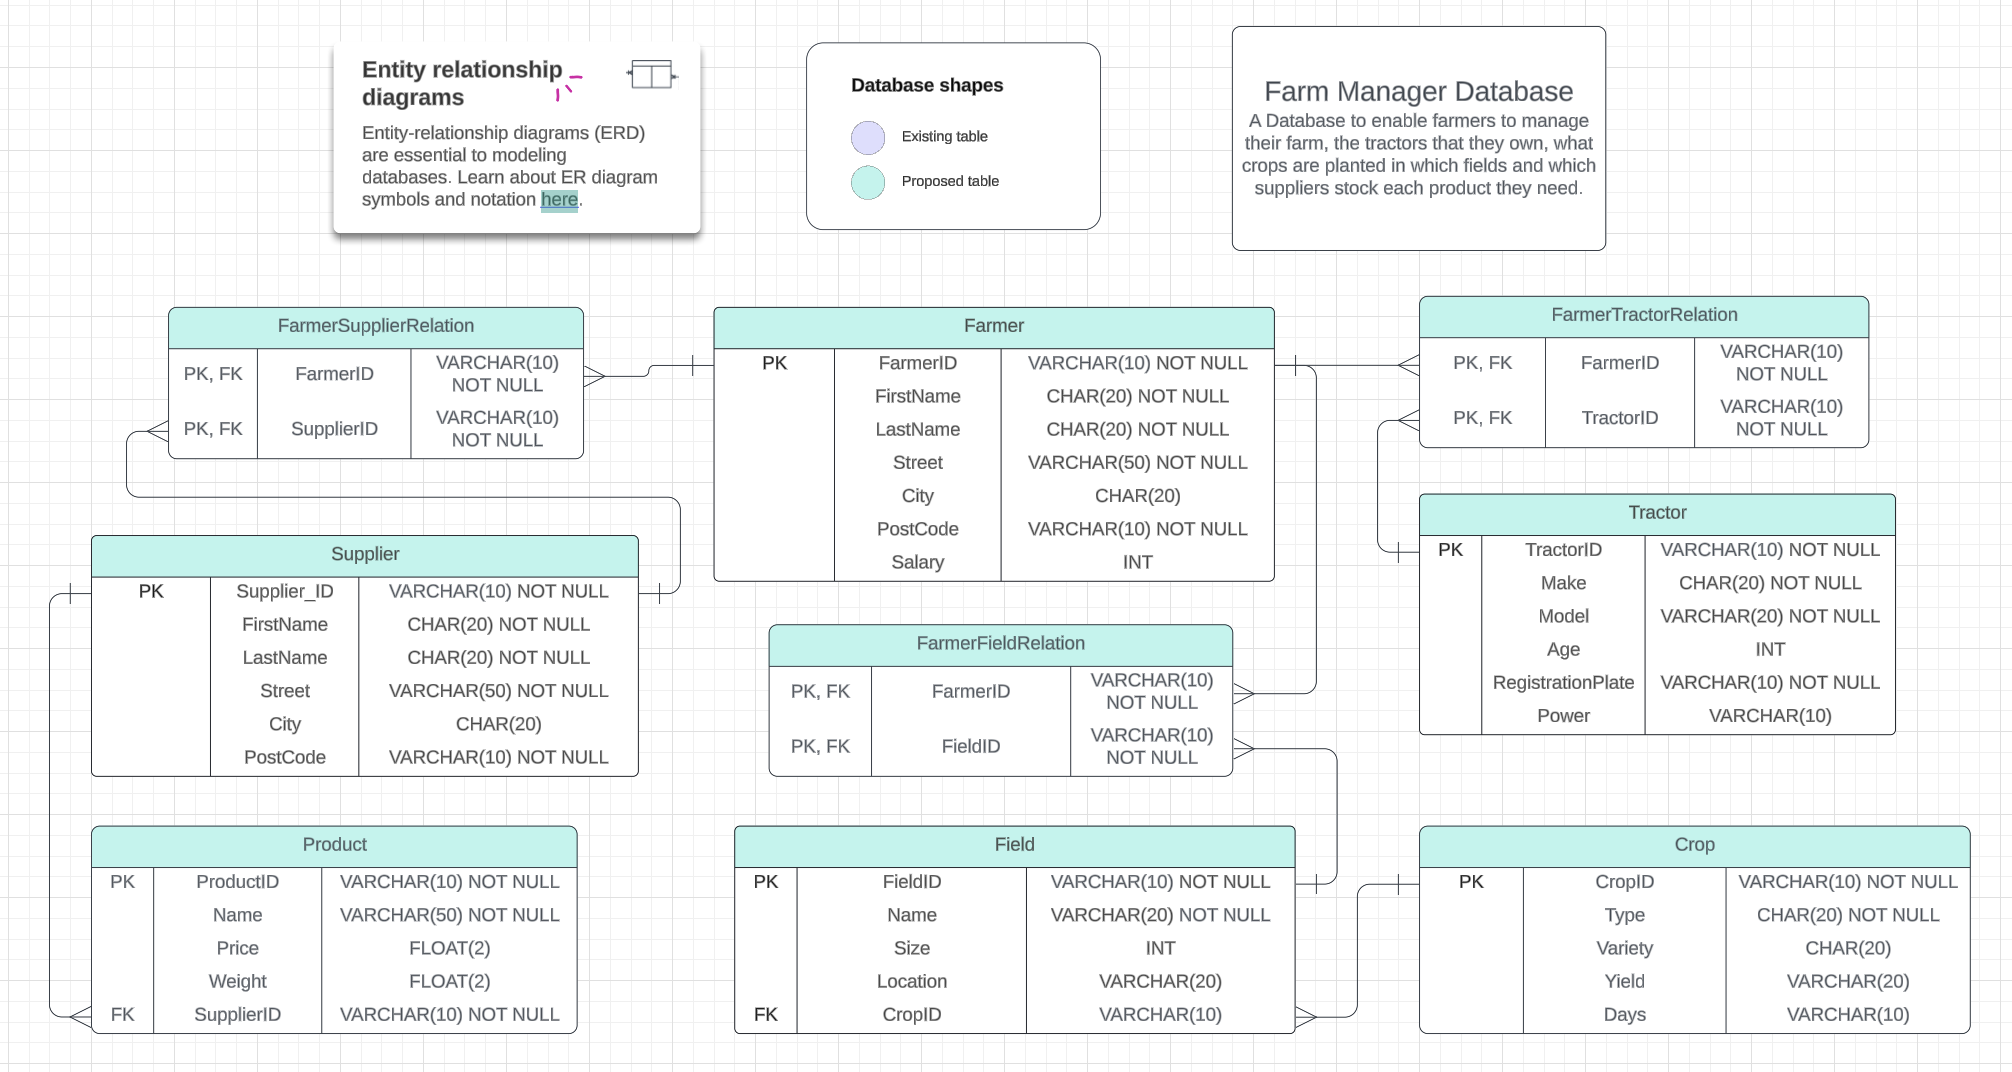 Entity relationship
diagrams
Entity-relationship diagrams (ERD)
are essential to modeling
databases. Learn about ER diagram
symbols and notation here.
Database shapes
Existing table
Proposed table
Farm Manager Database
A Database to enable farmers to manage
their farm, the tractors that they own, what
crops are planted in which fields and which
suppliers stock each product they need.
FarmerSupplierRelation
PK, FK FarmerID VARCHAR(10)
NOT NULL
PK, FK SupplierID VARCHAR(10)
NOT NULL
Farmer
PK FarmerID VARCHAR(10) NOT NULL
FirstName CHAR(20) NOT NULL
LastName CHAR(20) NOT NULL
Street VARCHAR(50) NOT NULL
City CHAR(20)
PostCode VARCHAR(10) NOT NULL
Salary INT
FarmerTractorRelation
PK, FK FarmerID VARCHAR(10)
NOT NULL
PK, FK TractorID VARCHAR(10)
NOT NULL
Supplier
PK Supplier_ID VARCHAR(10) NOT NULL
FirstName CHAR(20) NOT NULL
LastName CHAR(20) NOT NULL
Street VARCHAR(50) NOT NULL
City CHAR(20)
PostCode VARCHAR(10) NOT NULL
FarmerFieldRelation
PK, FK FarmerID VARCHAR(10)
NOT NULL
PK, FK FieldID VARCHAR(10)
NOT NULL
Tractor
PK TractorID VARCHAR(10) NOT NULL
Make CHAR(20) NOT NULL
Model VARCHAR(20) NOT NULL
Age INT
RegistrationPlate VARCHAR(10) NOT NULL
Power VARCHAR(10)
Product
PK ProductID VARCHAR(10) NOT NULL
Name VARCHAR(50) NOT NULL
Price FLOAT(2)
Weight FLOAT(2)
FK SupplierID VARCHAR(10) NOT NULL
Field
PK FieldID VARCHAR(10) NOT NULL
Name VARCHAR(20) NOT NULL
Size INT
Location VARCHAR(20)
FK CropID VARCHAR(10)
Crop
PK CropID VARCHAR(10) NOT NULL
Type CHAR(20) NOT NULL
Variety CHAR(20)
Yield VARCHAR(20)
Days VARCHAR(10)